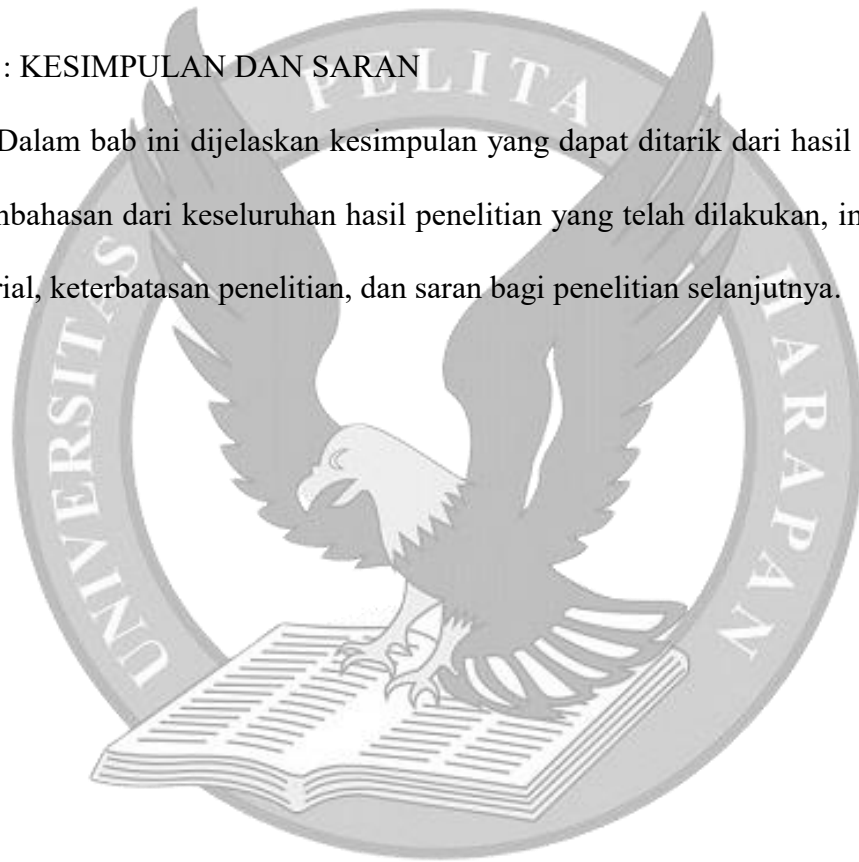 : KESIMPULAN DAN SARAN
Dalam bab ini dijelaskan kesimpulan yang dapat ditarik dari hasil
mbahasan dari keseluruhan hasil penelitian yang telah dilakukan, in
rial, keterbatasan penelitian, dan saran bagi penelitian selanjutnya.
UNIVERSITAS PELITA HARAPAN